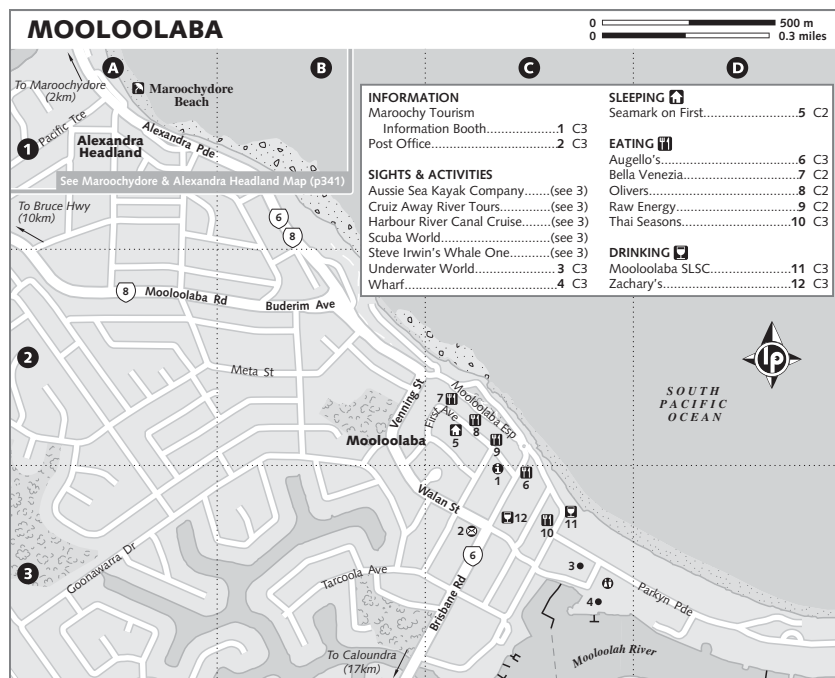 MOOLOOLABA
0 500 m
0 0.3 miles
A
B
C
D
1
2
3
To Maroochydore
(2km)
Maroochydore
Beach
Pacific Tce
Alexandra
Headland
Alexandra Pde
See Maroochydore & Alexandra Headland Map (p341)
To Bruce Hwy
(10km)
INFORMATION
Maroochy Tourism
Information Booth.....................1 C3
Post Office...................................2 C3
SIGHTS & ACTIVITIES
Aussie Sea Kayak Company.......(see 3)
Cruiz Away River Tours..............(see 3)
Harbour River Canal Cruise........(see 3)
Scuba World..............................(see 3)
Steve Irwin's Whale One............(see 3)
Underwater World......................3 C3
Wharf..........................................4 C3
SLEEPING
Seamark on First..........................5 C2
EATING
Augello's......................................6 C3
Bella Venezia...............................7 C2
Olivers.........................................8 C2
Raw Energy.................................9 C2
Thai Seasons..............................10 C3
DRINKING
Mooloolaba SLSC.......................11 C3
Zachary's...................................12 C3
6
8
8
Mooloolaba Rd
Buderim Ave
Meta St
Venning St
First Ave
Mooloolaba Esp
Mooloolaba
7
8
5
9
1
6
lp
SOUTH
PACIFIC
OCEAN
Walan St
2
12
10
11
6
3
4
Goonawarra Dr
Tarcoola Ave
Brisbane Rd
Parkyn Pde
To Caloundra
(17km)
Mooloolah River